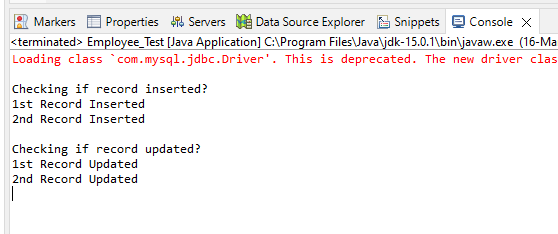 Markers Properties Servers Data Source Explorer Snippets Console
<terminated> Employee_Test [Java Application] C:\Program Files\Java\jdk-15.0.1\bin\javaw.exe (16-Ma
Loading class `com.mysql.jdbc.Driver'. This is deprecated. The new driver clas
Checking if record inserted?
1st Record Inserted
2nd Record Inserted
Checking if record updated?
1st Record Updated
2nd Record Updated